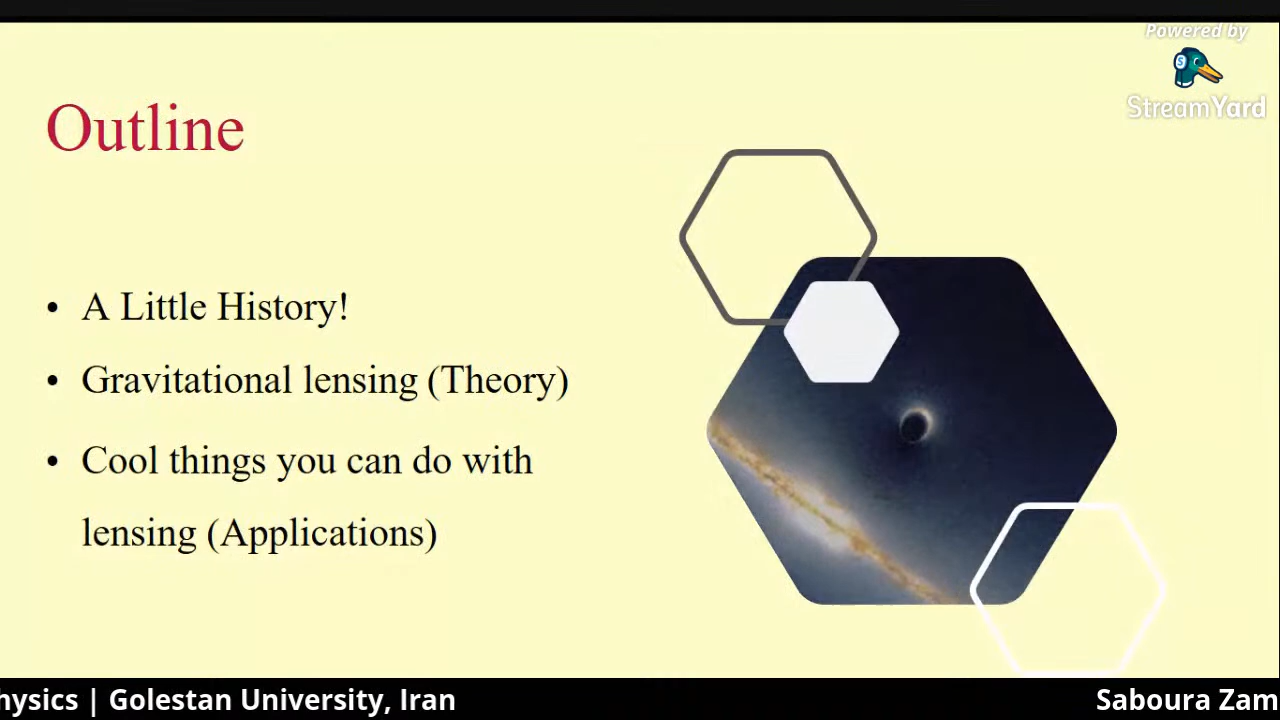 Powered by
StreamYard
Outline
• A Little History!
• Gravitational lensing (Theory)
• Cool things you can do with
lensing (Applications)
hysics | Golestan University, Iran
Saboura Zam